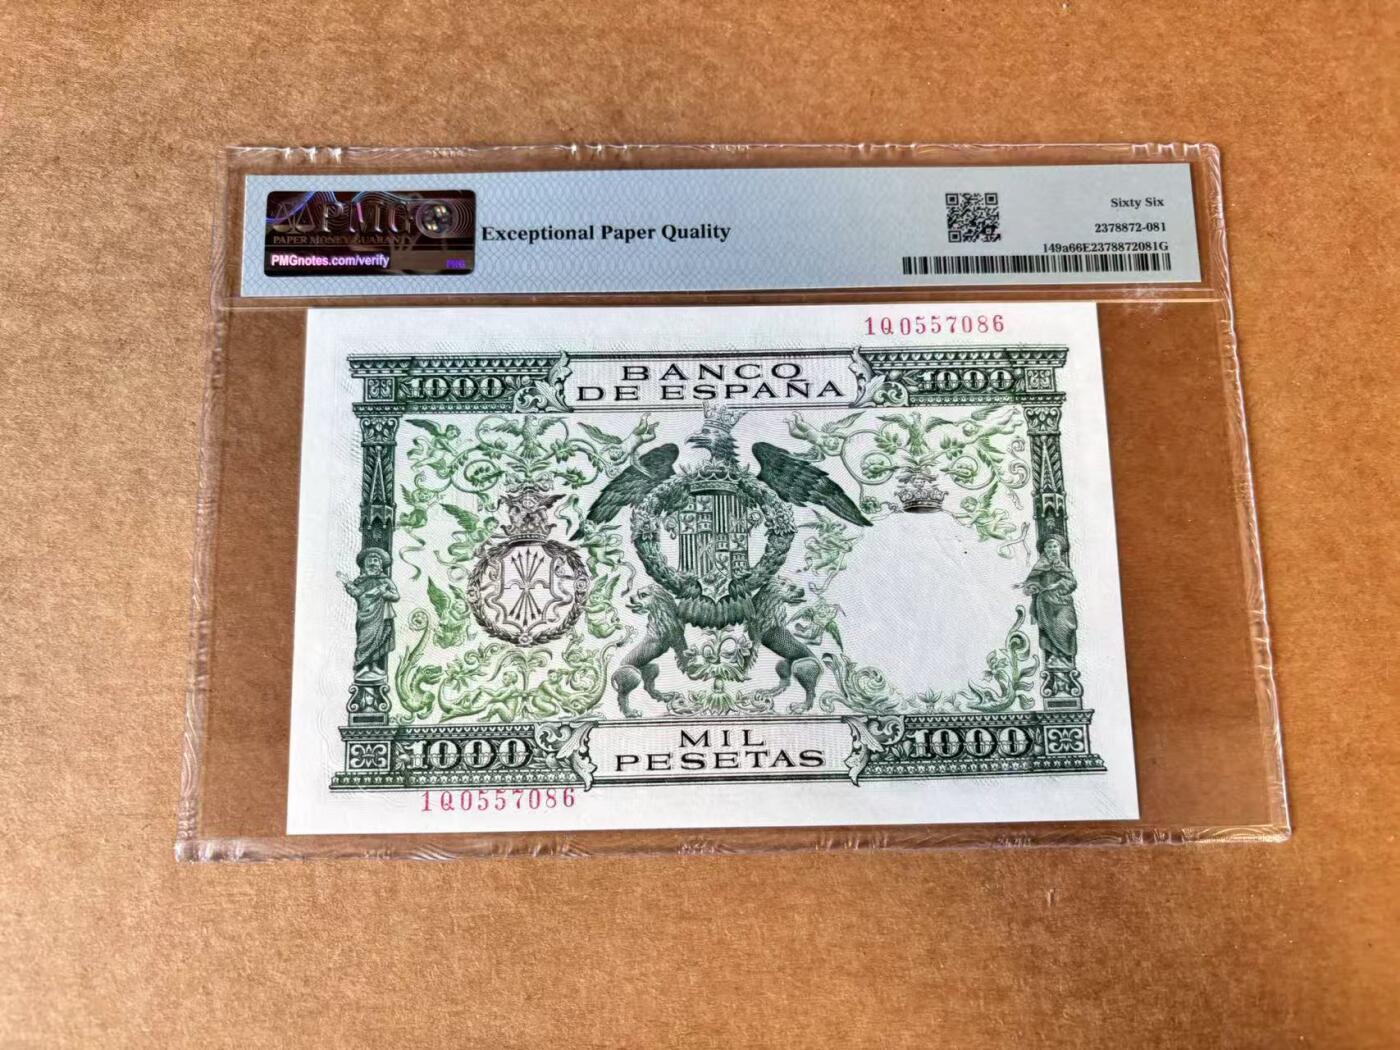 PMG
PAPER MONEY GUARANTY
PMGnotes.com/verify
PMG
Exceptional Paper Quality
Sixty Six
2378872-081
149a66E2378872081G
1Q0557086
1000
BANCO
DE ESPAÑA
1000
1000
MIL
PESETAS
1000
1Q0557086